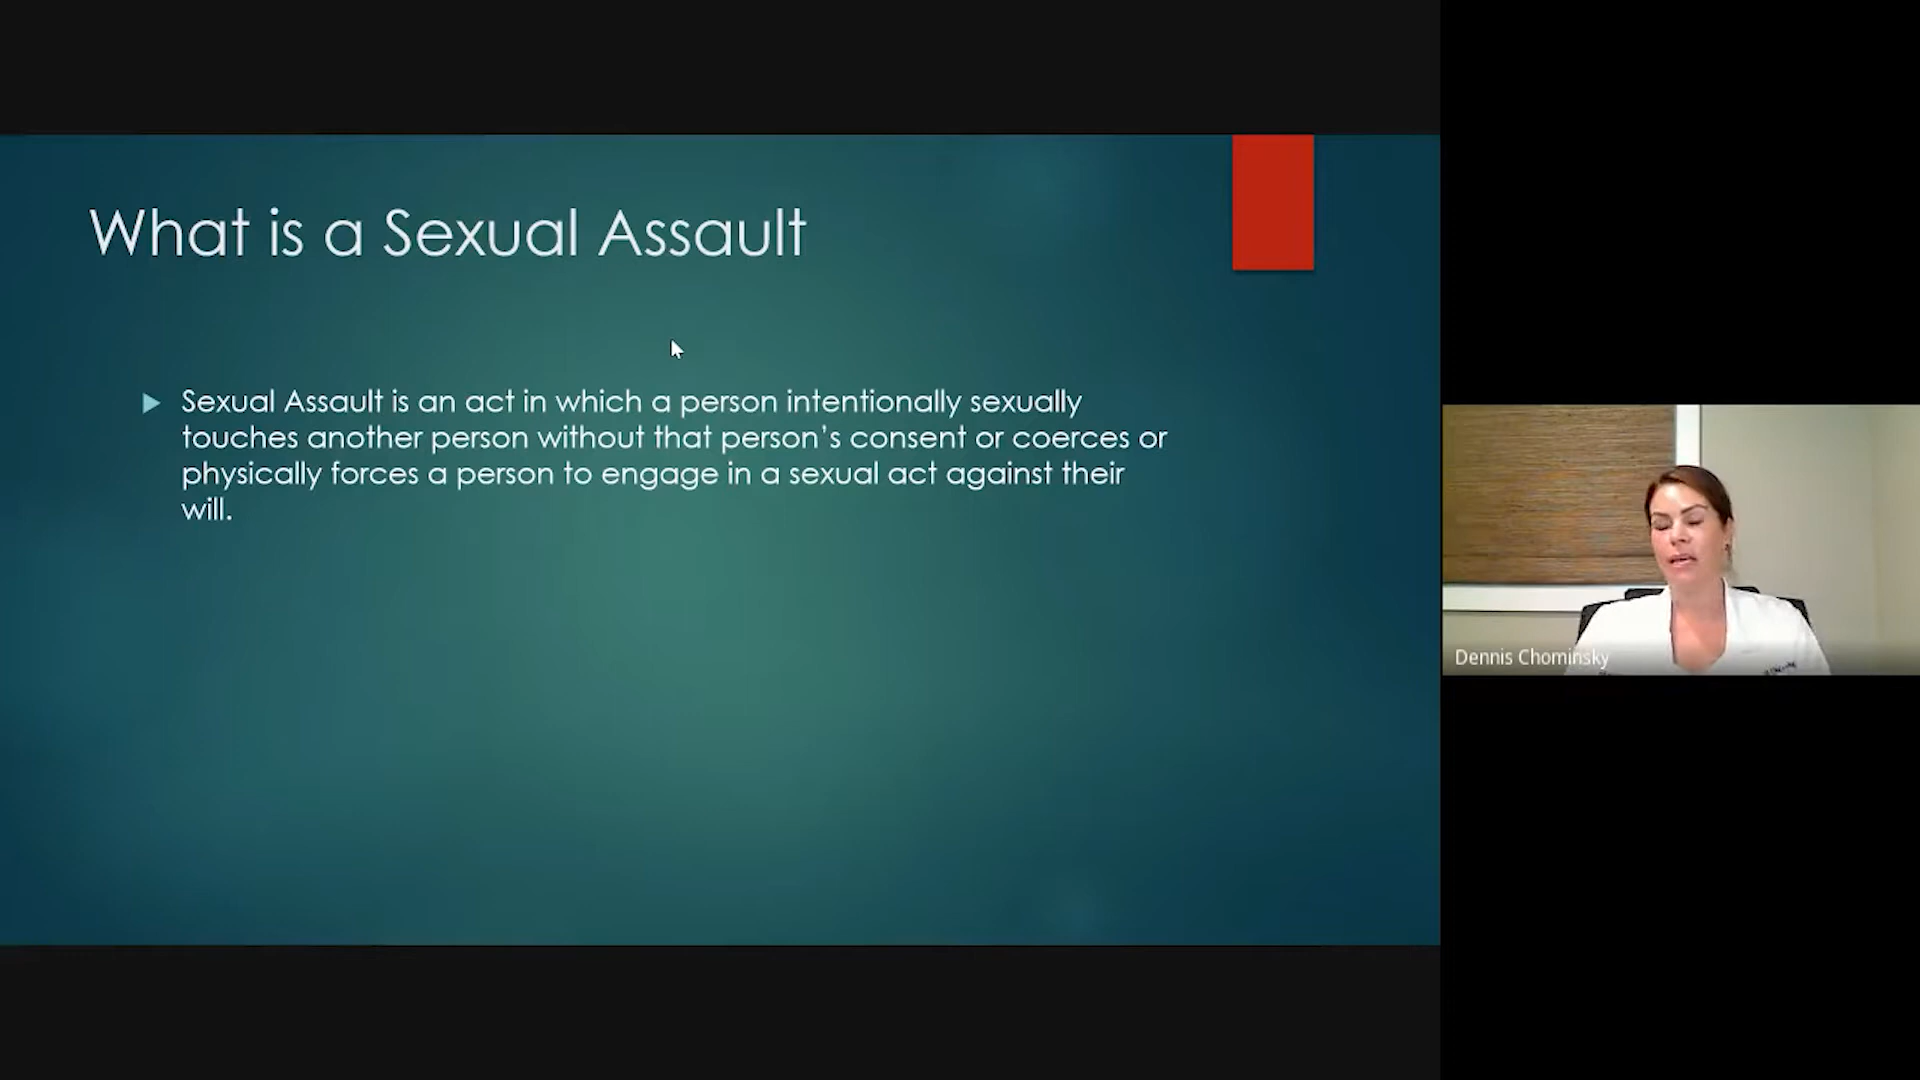 What is a Sexual Assault
Sexual Assault is an act in which a person intentionally sexually
touches another person without that person’s consent or coerces or
physically forces a person to engage in a sexual act against their
will.
Dennis Chominsky